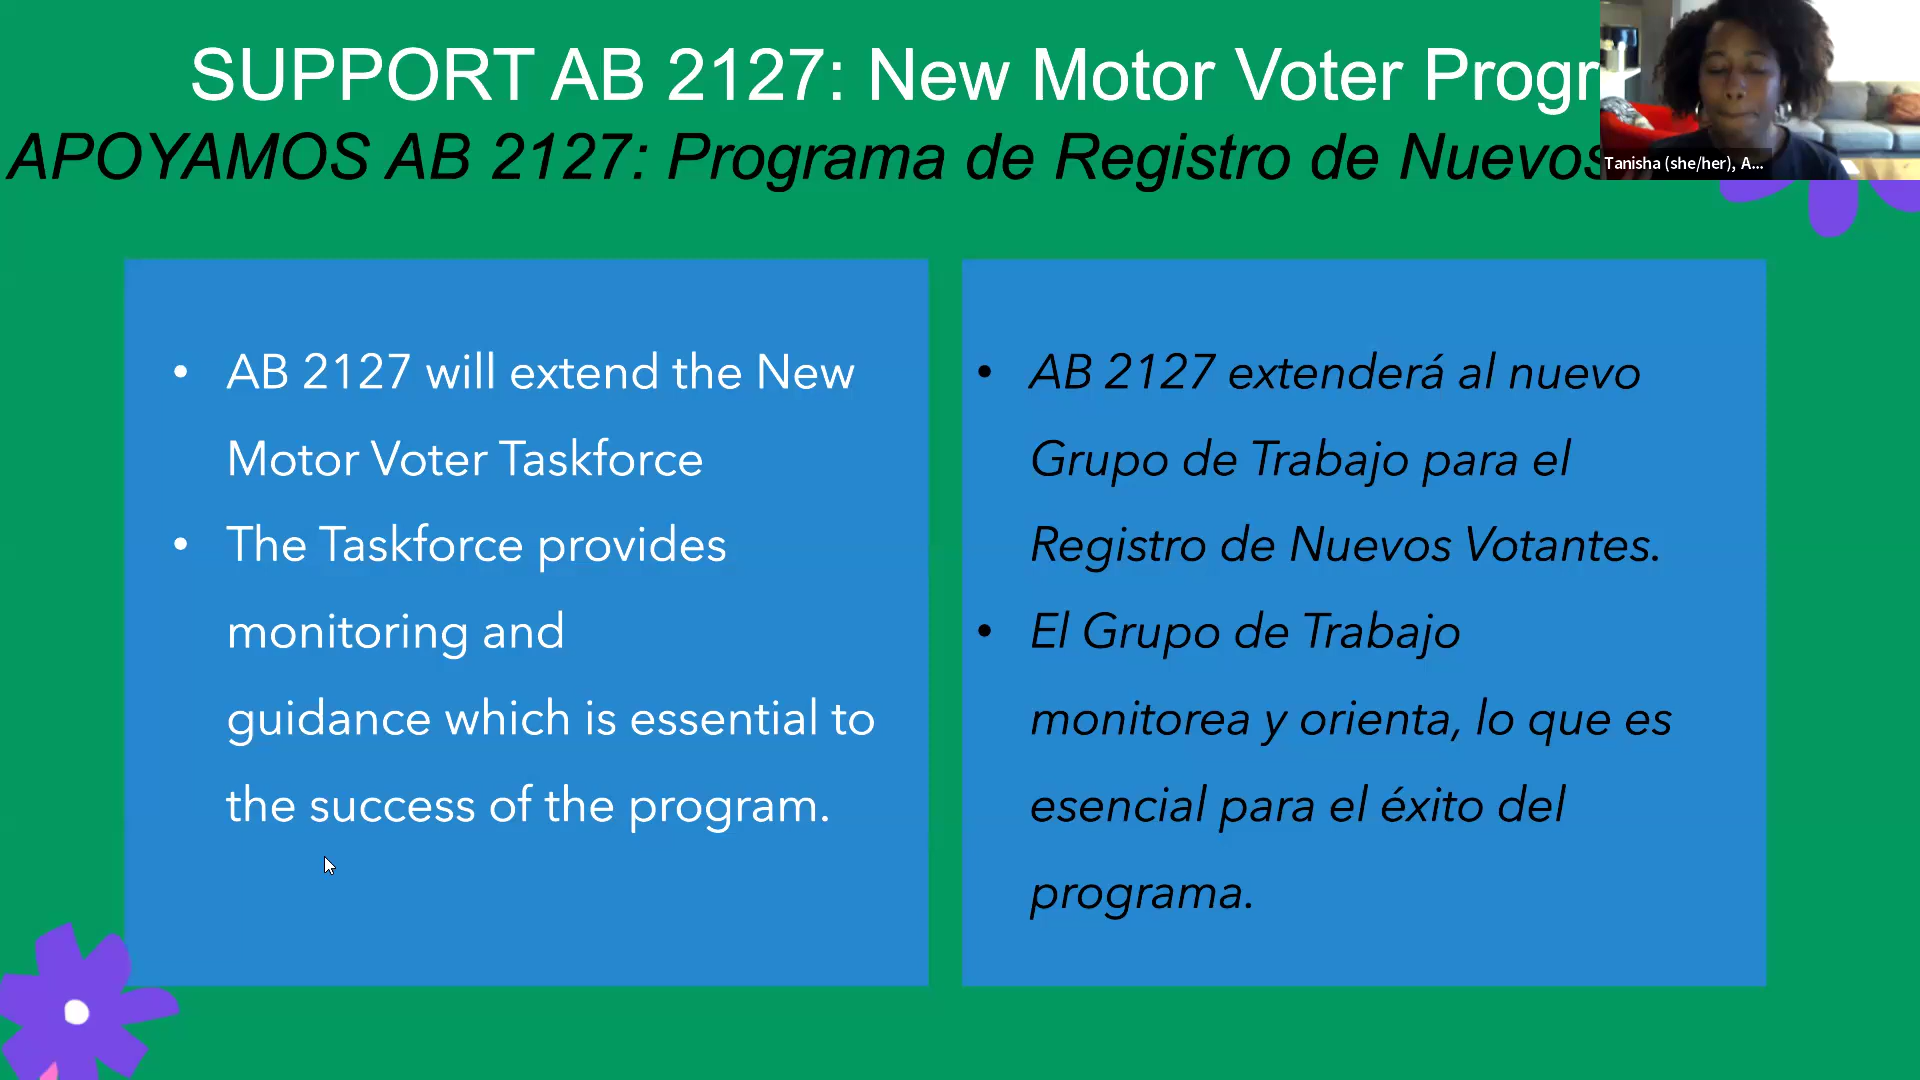 SUPPORT AB 2127: New Motor Voter Progr
APOYAMOS AB 2127: Programa de Registro de Nuevos
Tanisha (she/her), A...
• AB 2127 will extend the New
Motor Voter Taskforce
• The Taskforce provides
monitoring and
guidance which is essential to
the success of the program.
• AB 2127 extenderá al nuevo
Grupo de Trabajo para el
Registro de Nuevos Votantes.
• El Grupo de Trabajo
monitorea y orienta, lo que es
esencial para el éxito del
programa.